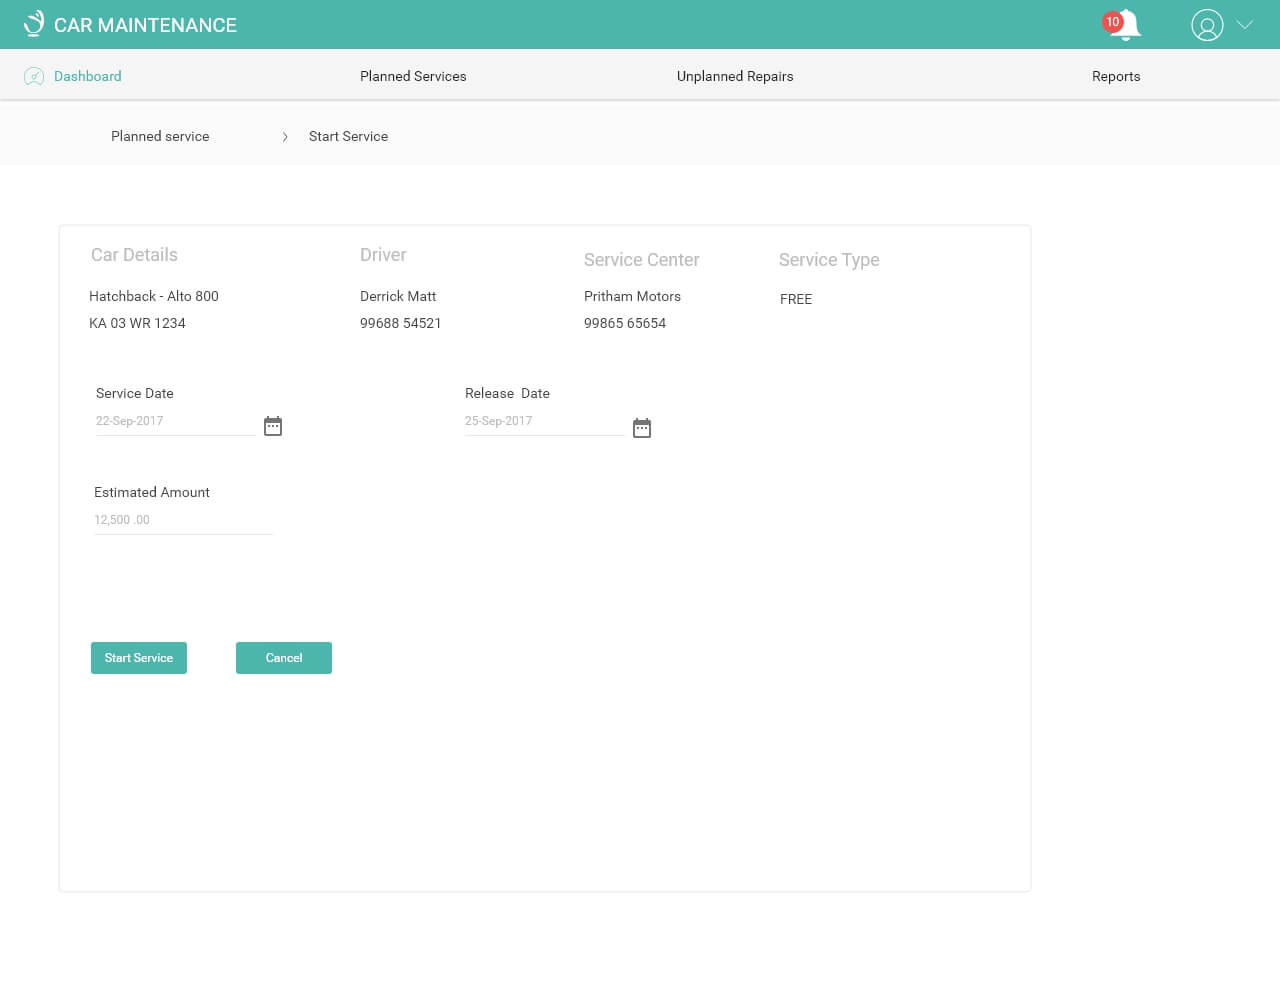 CAR MAINTENANCE
10
Dashboard
Planned Services
Unplanned Repairs
Reports
Planned service
Start Service
Car Details
Driver
Service Center
Service Type
Hatchback - Alto 800
Derrick Matt
Pritham Motors
FREE
KA 03 WR 1234
99688 54521
99865 65654
Service Date
Release  Date
22-Sep-2017
25-Sep-2017
Estimated Amount
12,500 .00
Start Service
Cancel